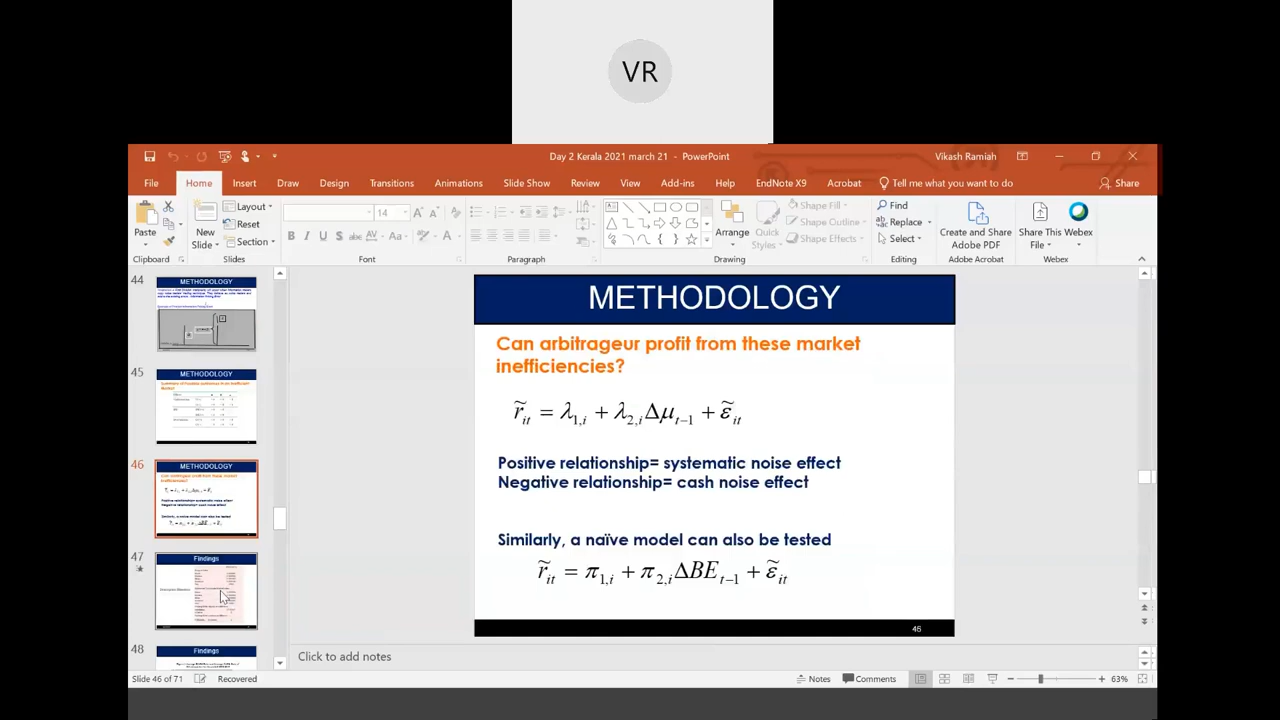 VR
Day 2 Kerala 2021 march 21 - PowerPoint
Vikash Ramiah
File Home Insert Draw Design Transitions Animations Slide Show Review View Add-ins Help EndNote X9 Acrobat Tell me what you want to do Share
Paste
New
Slide
Layout
Reset
Section
14
Arrange
Quick
Styles
Shape Fill
Shape Outline
Shape Effects
Find
Replace
Select
Create and Share
Adobe PDF
Share This
File
Webex
Clipboard Slides Font Paragraph Drawing Editing Adobe Acrobat Webex
44
METHODOLOGY
45
METHODOLOGY
46
METHODOLOGY
47
Findings
48
METHODOLOGY
Can arbitrageur profit from these market
inefficiencies?
r̃it = λ1,i + λ2,i Δμt−1 + ε̃it
Positive relationship= systematic noise effect
Negative relationship= cash noise effect
Similarly, a naïve model can also be tested
r̃it = π1,i + π2,i ΔBEt−1 + ε̃it
46
Click to add notes
Slide 46 of 71 Recovered Notes Comments 63%